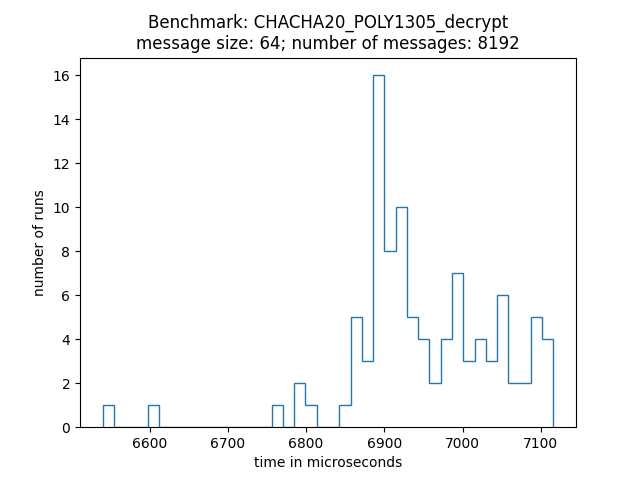 Benchmark: CHACHA20_POLY1305_decrypt
message size: 64; number of messages: 8192
16
14
12
10
8
6
4
2
0
number of runs
6600 6700 6800 6900 7000 7100
time in microseconds